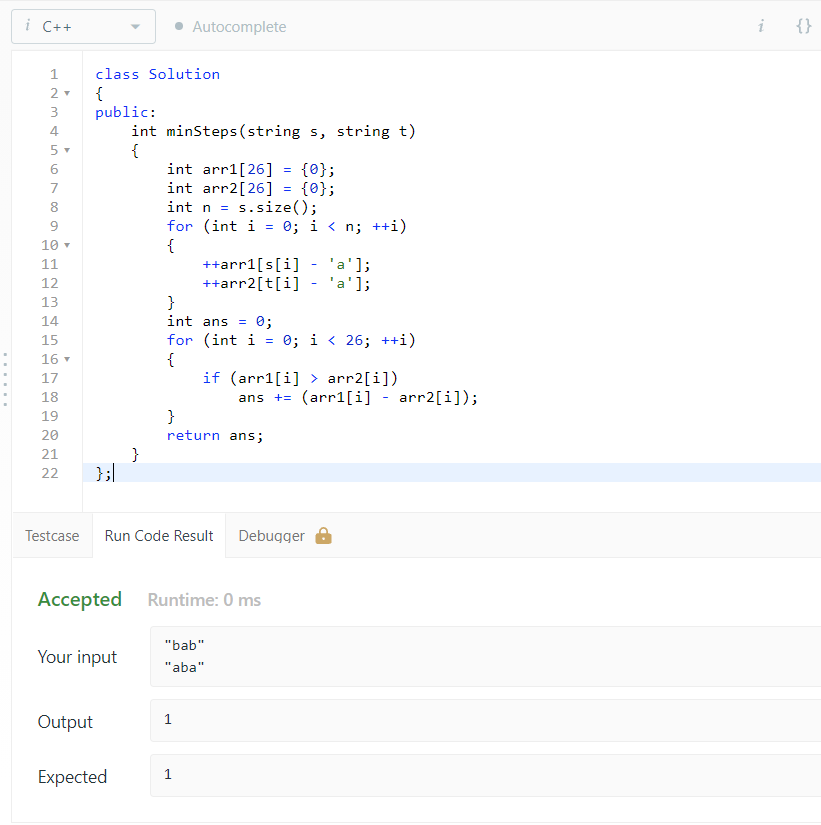 i C++ Autocomplete i {}
1 class Solution
2 {
3 public:
4     int minSteps(string s, string t)
5     {
6         int arr1[26] = {0};
7         int arr2[26] = {0};
8         int n = s.size();
9         for (int i = 0; i < n; ++i)
10         {
11             ++arr1[s[i] - 'a'];
12             ++arr2[t[i] - 'a'];
13         }
14         int ans = 0;
15         for (int i = 0; i < 26; ++i)
16         {
17             if (arr1[i] > arr2[i])
18                 ans += (arr1[i] - arr2[i]);
19         }
20         return ans;
21     }
22 };
Testcase Run Code Result Debugger
Accepted Runtime: 0 ms
Your input
"bab"
"aba"
Output 1
Expected 1